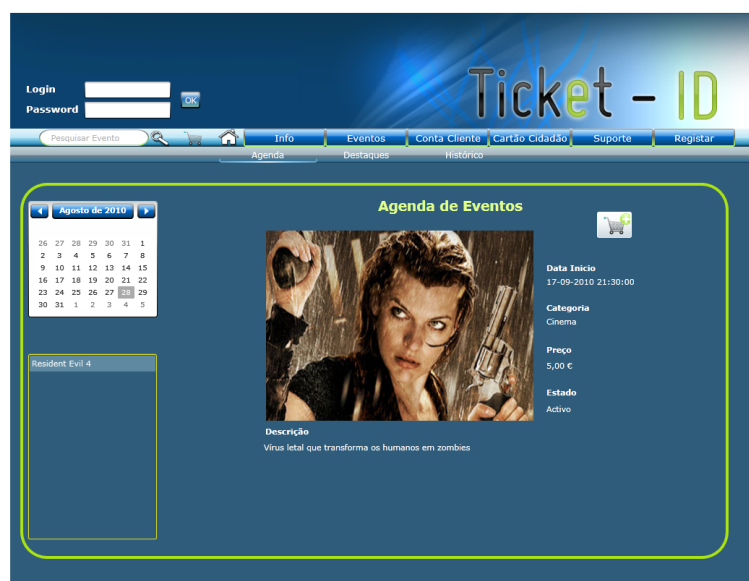 Ticket - ID
Login
Password
OK
Pesquisar Evento
Info Eventos Conta Cliente Cartão Cidadão Suporte Registar
Agenda Destaques Histórico
Agosto de 2010
26 27 28 29 30 31 1
2 3 4 5 6 7 8
9 10 11 12 13 14 15
16 17 18 19 20 21 22
23 24 25 26 27 28 29
30 31 1 2 3 4 5
Resident Evil 4
Agenda de Eventos
Data Inicio
17-09-2010 21:30:00
Categoria
Cinema
Preço
5,00 €
Estado
Activo
Descrição
Vírus letal que transforma os humanos em zombies